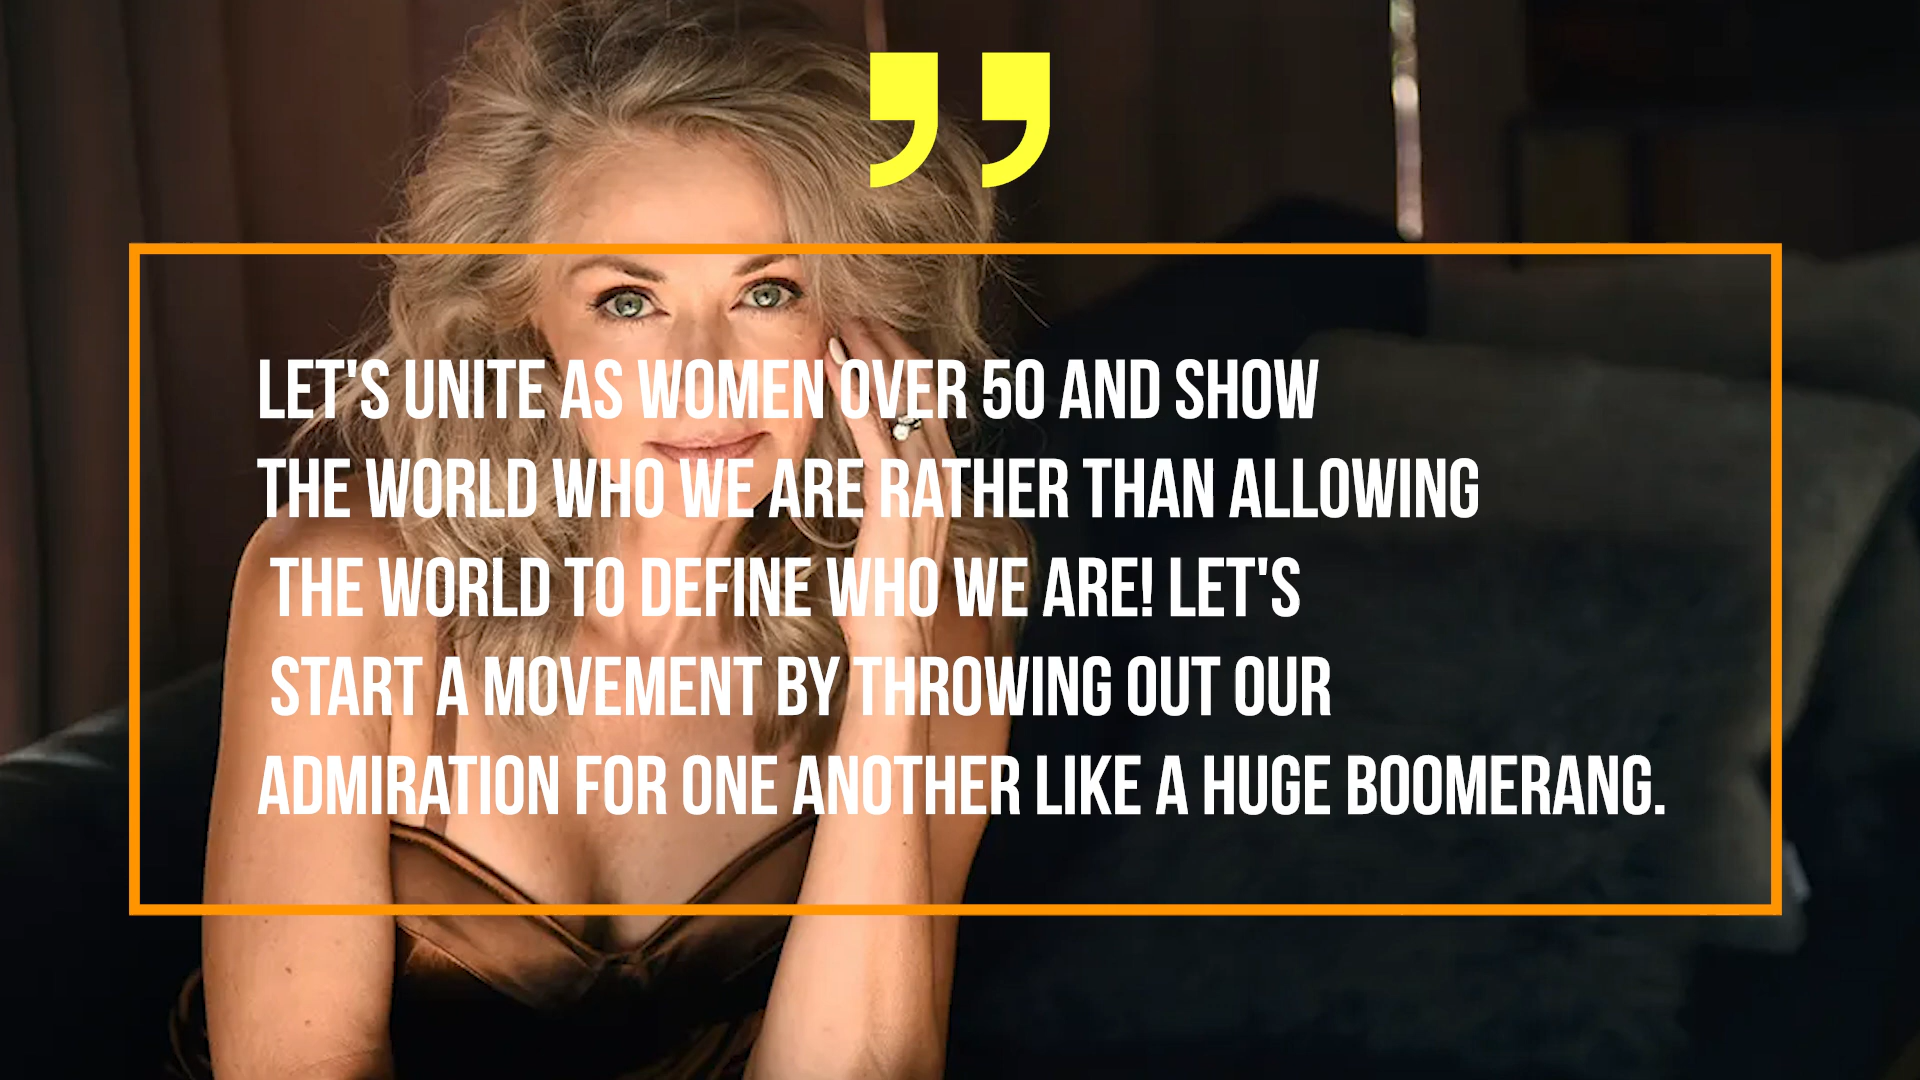 ”
LET'S UNITE AS WOMEN OVER 50 AND SHOW
THE WORLD WHO WE ARE RATHER THAN ALLOWING
THE WORLD TO DEFINE WHO WE ARE! LET'S
START A MOVEMENT BY THROWING OUT OUR
ADMIRATION FOR ONE ANOTHER LIKE A HUGE BOOMERANG.